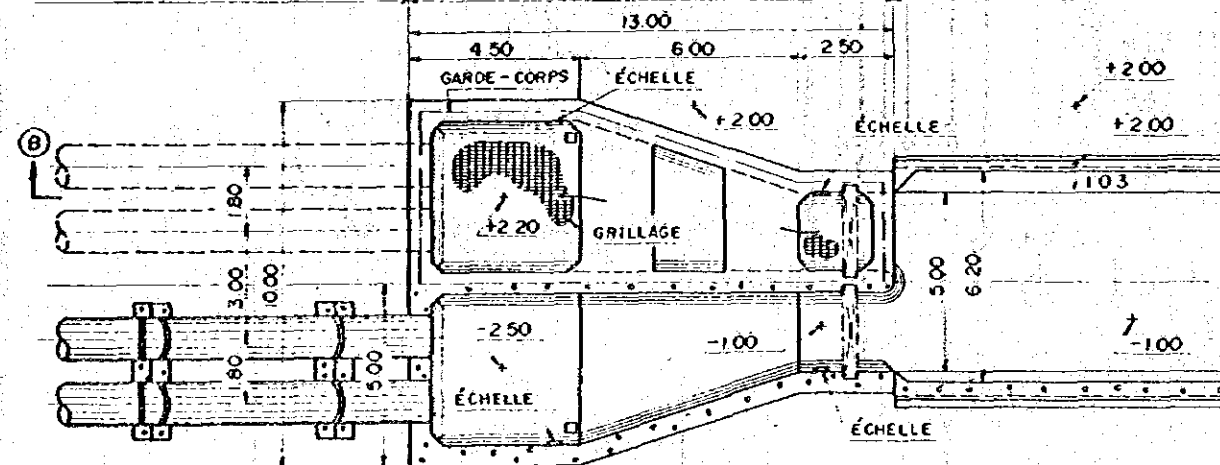 13.00
4.50 6.00 2.50
GARDE-CORPS ÉCHELLE
+2.00
+2.00 +2.00
ÉCHELLE
B
1.03
1.80
+2.20 GRILLAGE
3.00 10.00
5.00 6.20
-2.50 -1.00 -1.00
1.80 5.00
ÉCHELLE
ÉCHELLE